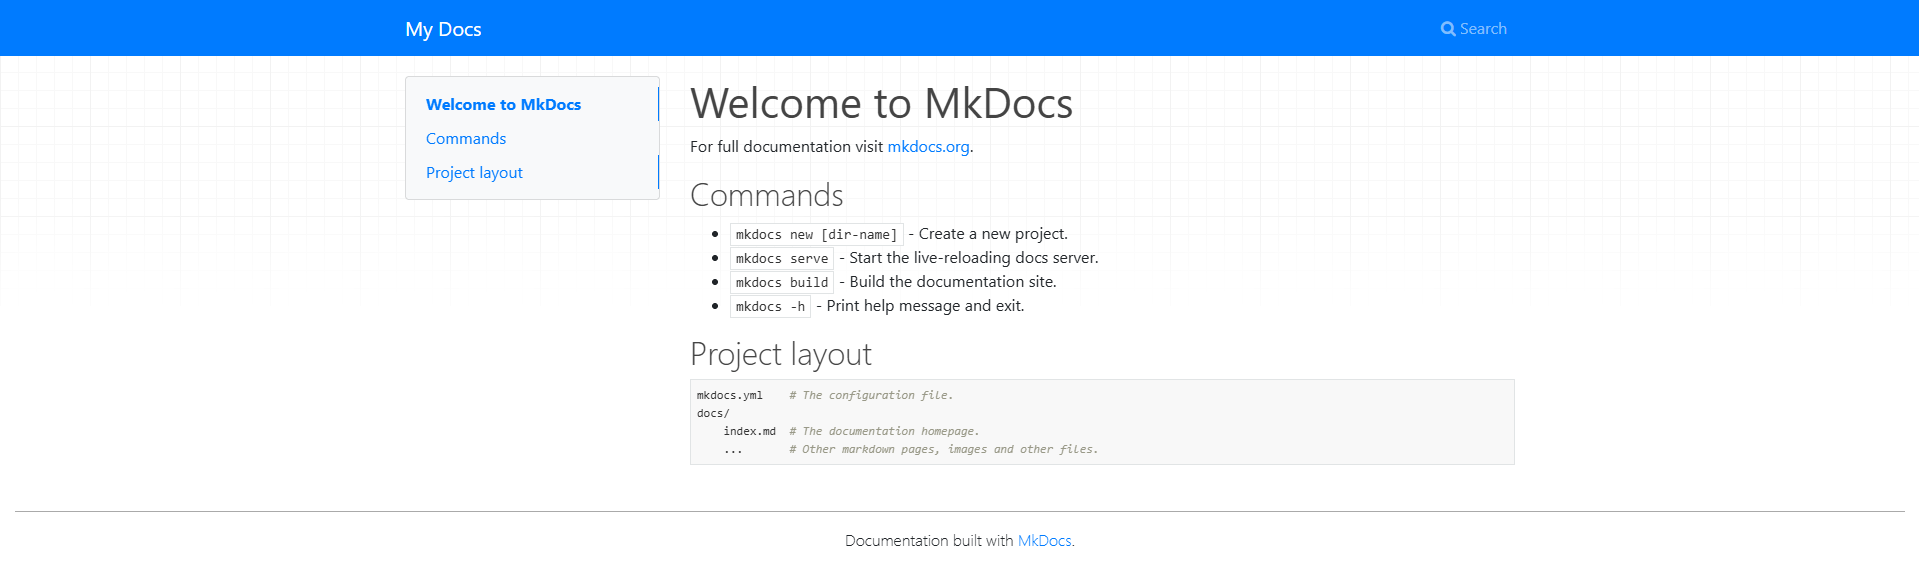 My Docs
Search
Welcome to MkDocs
Commands
Project layout
Welcome to MkDocs
For full documentation visit mkdocs.org.
Commands
mkdocs new [dir-name] - Create a new project.
mkdocs serve - Start the live-reloading docs server.
mkdocs build - Build the documentation site.
mkdocs -h - Print help message and exit.
Project layout
mkdocs.yml    # The configuration file.
docs/
    index.md  # The documentation homepage.
    ...       # Other markdown pages, images and other files.
Documentation built with MkDocs.